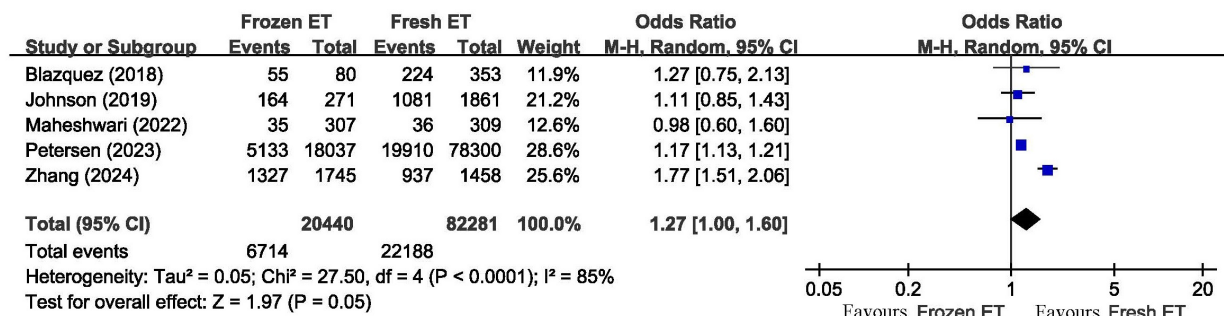 Frozen ET Fresh ET Odds Ratio Odds Ratio
Study or Subgroup Events Total Events Total Weight M-H, Random, 95% CI M-H, Random, 95% CI
Blazquez (2018) 55 80 224 353 11.9% 1.27 [0.75, 2.13]
Johnson (2019) 164 271 1081 1861 21.2% 1.11 [0.85, 1.43]
Maheshwari (2022) 35 307 36 309 12.6% 0.98 [0.60, 1.60]
Petersen (2023) 5133 18037 19910 78300 28.6% 1.17 [1.13, 1.21]
Zhang (2024) 1327 1745 937 1458 25.6% 1.77 [1.51, 2.06]
Total (95% CI) 20440 82281 100.0% 1.27 [1.00, 1.60]
Total events 6714 22188
Heterogeneity: Tau² = 0.05; Chi² = 27.50, df = 4 (P < 0.0001); I² = 85%
Test for overall effect: Z = 1.97 (P = 0.05)
0.05 0.2 1 5 20
Favours Frozen ET Favours Fresh ET